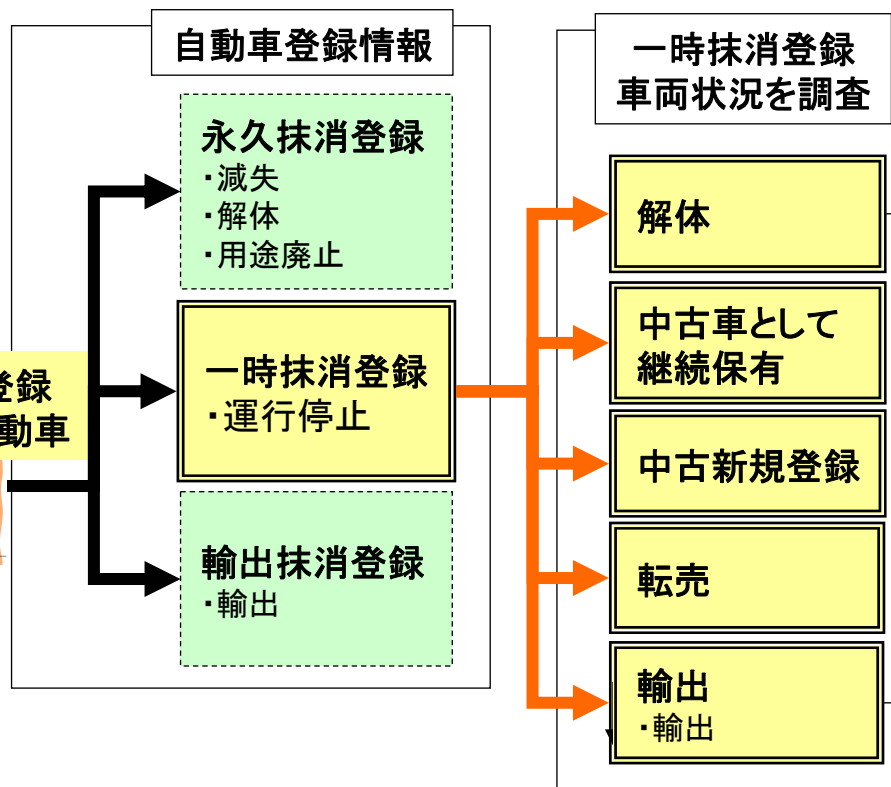 自動車登録情報
永久抹消登録
・減失
・解体
・用途廃止
登録
動車
一時抹消登録
・運行停止
輸出抹消登録
・輸出
一時抹消登録
車両状況を調査
解体
中古車として
継続保有
中古新規登録
転売
輸出
・輸出